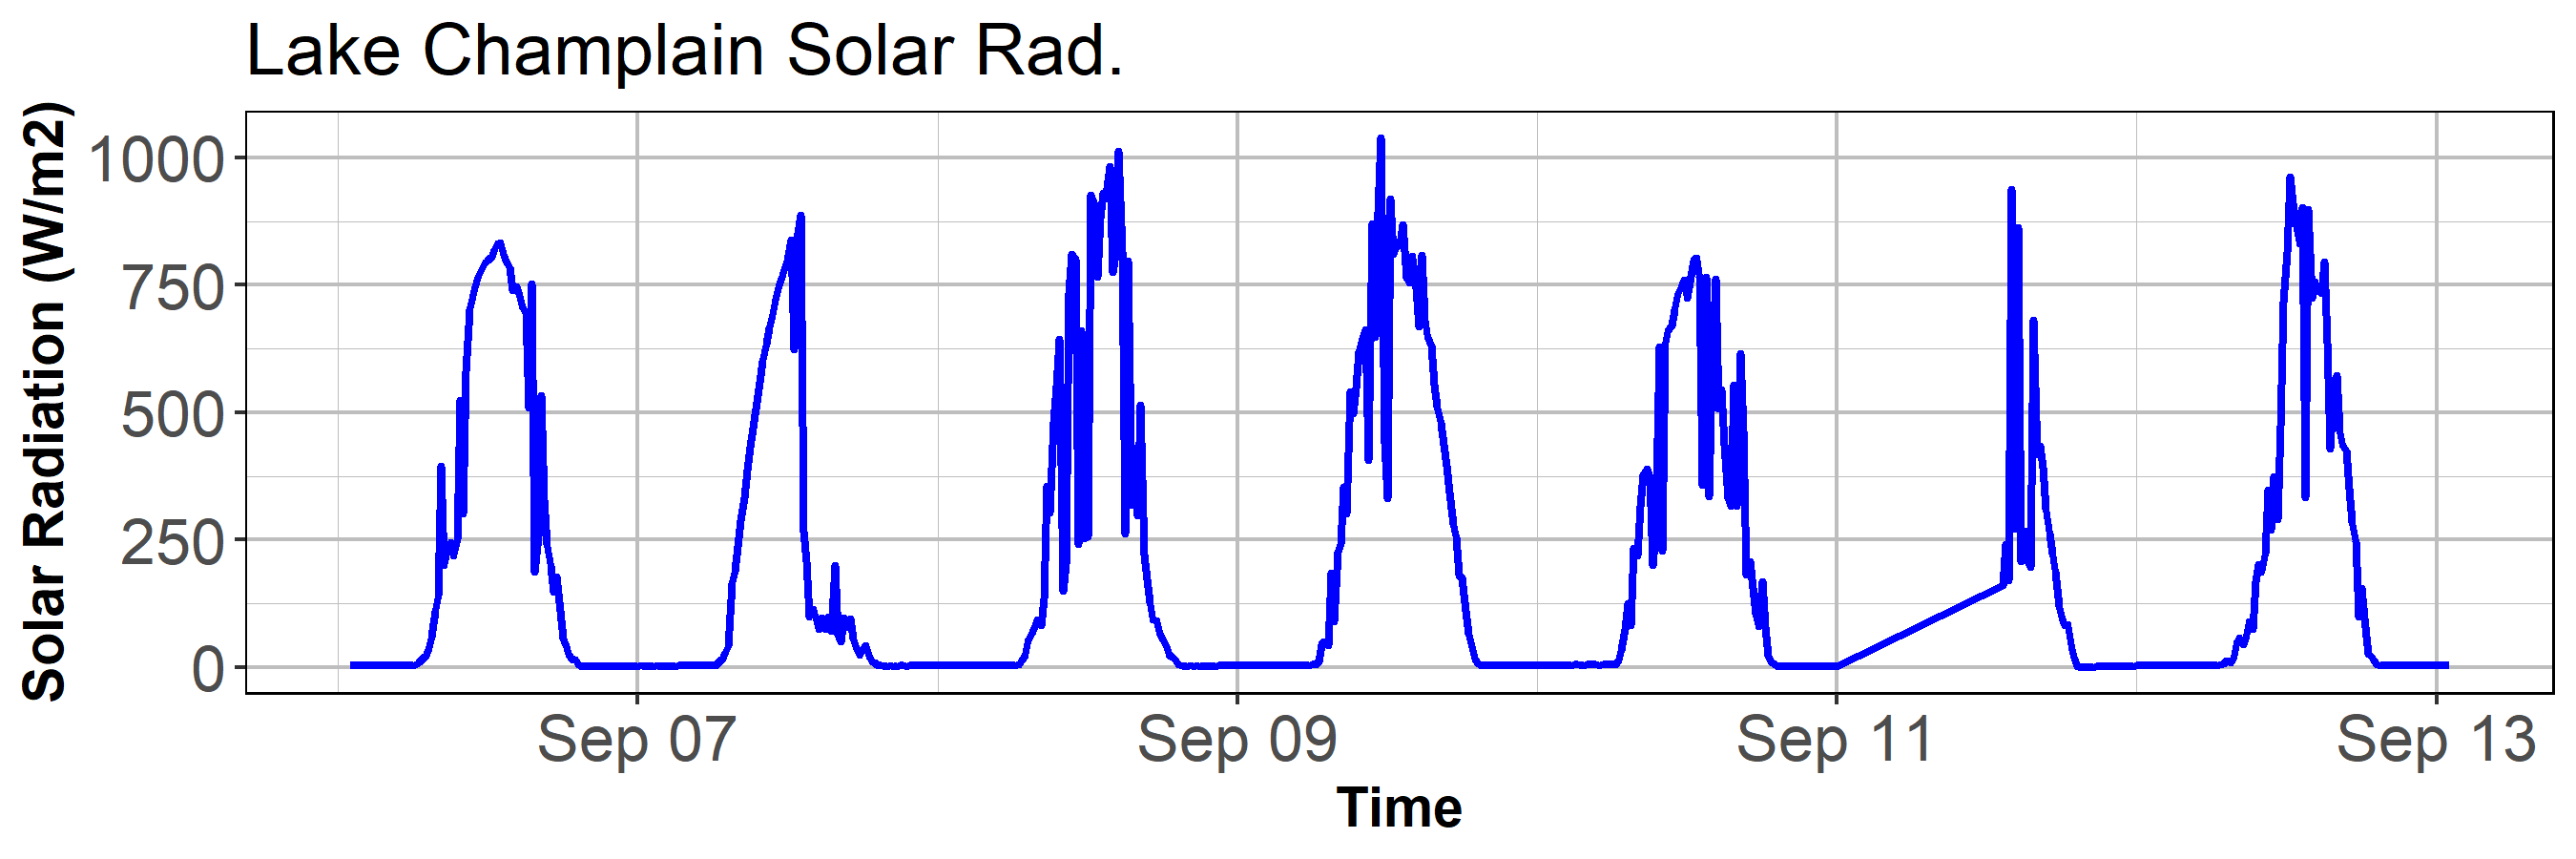 Lake Champlain Solar Rad.
Solar Radiation (W/m2)
1000
750
500
250
0
Sep 07
Sep 09
Sep 11
Sep 13
Time